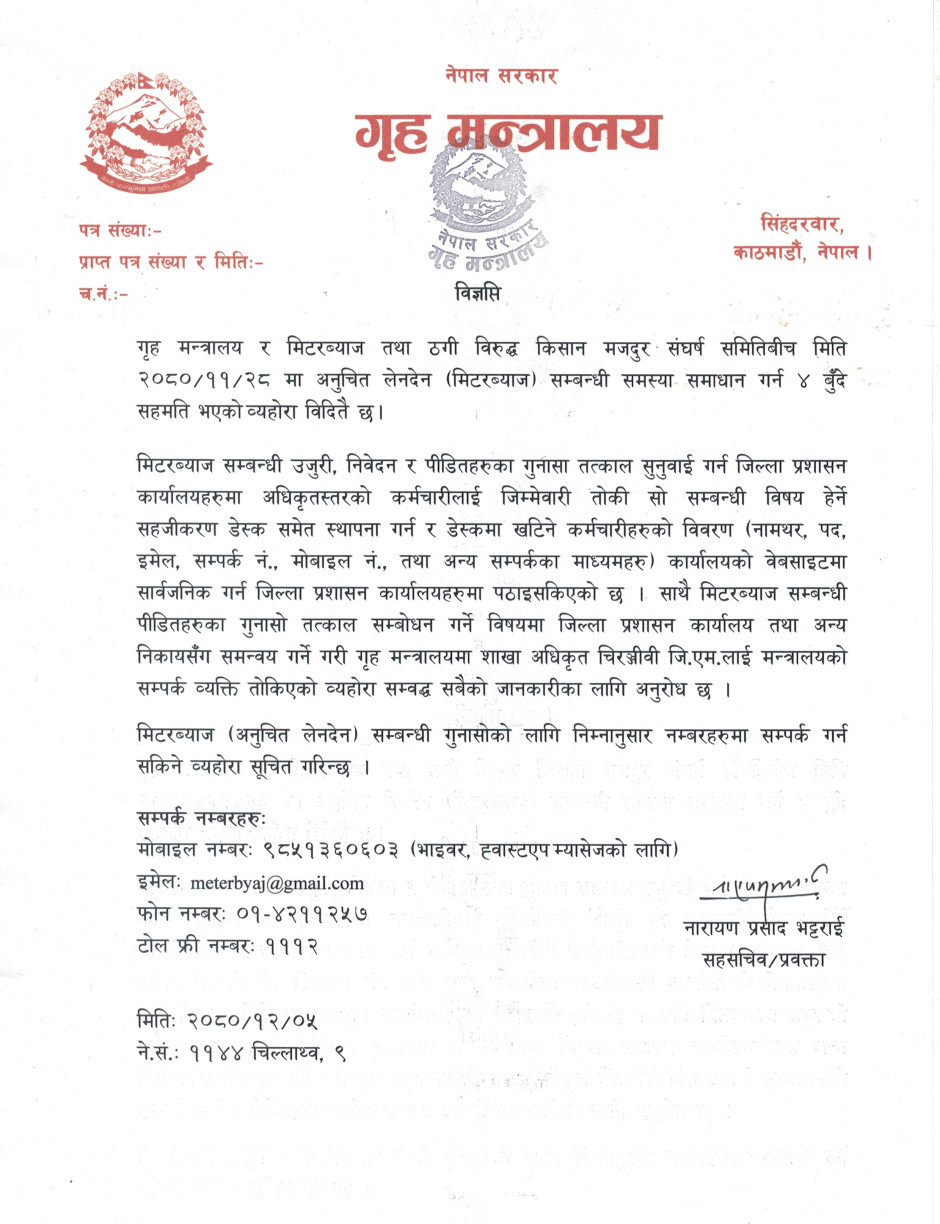 नेपाल सरकार
गृह मन्त्रालय
नेपाल सरकार
गृह मन्त्रालय
सिंहदरवार,
काठमाडौं, नेपाल ।
पत्र संख्याः-
प्राप्त पत्र संख्या र मितिः-
च.नं.:-
विज्ञप्ति
गृह मन्त्रालय र मिटरब्याज तथा ठगी विरुद्ध किसान मजदुर संघर्ष समितिबीच मिति
२०८०/११/२८ मा अनुचित लेनदेन (मिटरब्याज) सम्बन्धी समस्या समाधान गर्न ४ बुँदे
सहमति भएको व्यहोरा विदितै छ।
मिटरब्याज सम्बन्धी उजुरी, निवेदन र पीडितहरुका गुनासा तत्काल सुनुवाई गर्न जिल्ला प्रशासन
कार्यालयहरुमा अधिकृतस्तरको कर्मचारीलाई जिम्मेवारी तोकी सो सम्बन्धी विषय हेर्ने
सहजीकरण डेस्क समेत स्थापना गर्न र डेस्कमा खटिने कर्मचारीहरुको विवरण (नामथर, पद,
इमेल, सम्पर्क नं., मोबाइल नं., तथा अन्य सम्पर्कका माध्यमहरु) कार्यालयको वेबसाइटमा
सार्वजनिक गर्न जिल्ला प्रशासन कार्यालयहरुमा पठाइसकिएको छ । साथै मिटरब्याज सम्बन्धी
पीडितहरुका गुनासो तत्काल सम्बोधन गर्ने विषयमा जिल्ला प्रशासन कार्यालय तथा अन्य
निकायसँग समन्वय गर्ने गरी गृह मन्त्रालयमा शाखा अधिकृत चिरञ्जीवी जि.एम.लाई मन्त्रालयको
सम्पर्क व्यक्ति तोकिएको व्यहोरा सम्वद्ध सबैको जानकारीका लागि अनुरोध छ ।
मिटरब्याज (अनुचित लेनदेन) सम्बन्धी गुनासोको लागि निम्नानुसार नम्बरहरुमा सम्पर्क गर्न
सकिने व्यहोरा सूचित गरिन्छ ।
सम्पर्क नम्बरहरुः
मोबाइल नम्बरः ९८५१३६०६०३ (भाइबर, ह्वास्टएप म्यासेजको लागि)
इमेलः meterbyaj@gmail.com
फोन नम्बरः ०१-४२११२५७
टोल फ्री नम्बरः १११२
नारायण प्रसाद भट्टराई
सहसचिव/प्रवक्ता
मितिः २०८०/१२/०५
ने.सं.: ११४४ चिल्लाथ्व, ९